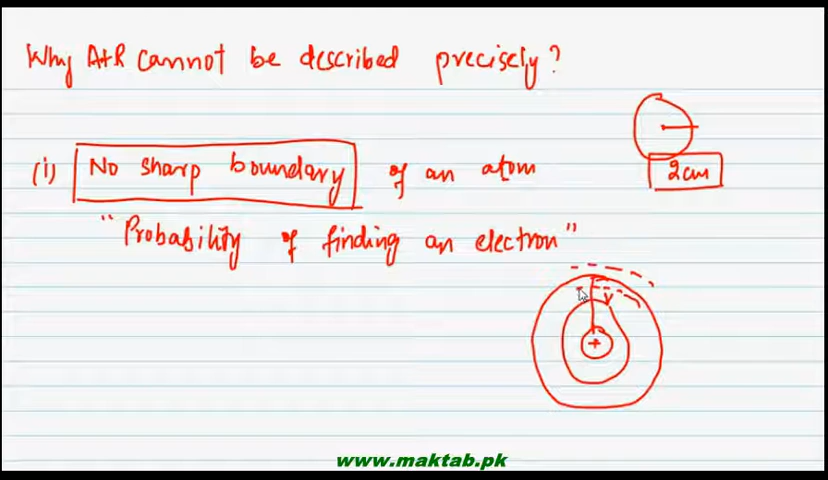 Why A+R cannot be described precisely?
(i) No sharp boundary of an atom
2cm
"Probability of finding an electron"
r
+
www.maktab.pk